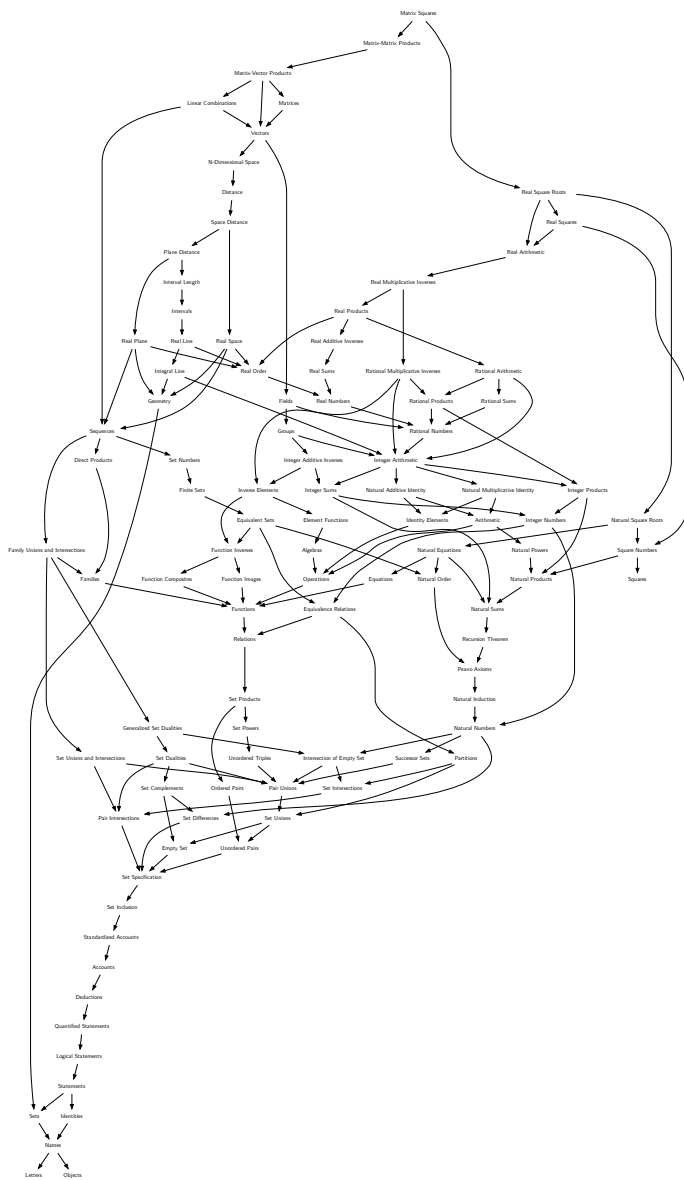 Matrix Squares
Matrix-Matrix Products
Matrix-Vector Products
Linear Combinations Matrices
Vectors
N-Dimensional Space
Distance Real Square Roots
Space Distance Real Squares
Plane Distance Real Arithmetic
Interval Length Real Multiplicative Inverses
Intervals Real Products
Real Plane Real Line Real Space Real Additive Inverses
Integral Line Real Order Real Sums Rational Multiplicative Inverses Rational Arithmetic
Geometry Fields Real Numbers Rational Products Rational Sums
Sequences Groups Rational Numbers
Direct Products Set Numbers Integer Additive Inverses Integer Arithmetic
Finite Sets Inverse Elements Integer Sums Natural Additive Identity Natural Multiplicative Identity Integer Products
Equivalent Sets Element Functions Identity Elements Arithmetic Integer Numbers Natural Square Roots
Family Unions and Intersections Function Inverses Algebras Natural Equations Natural Powers Square Numbers
Families Function Composites Function Images Operations Equations Natural Order Natural Products Squares
Functions Equivalence Relations Natural Sums
Relations Recursion Theorem
Peano Axioms
Set Products Natural Induction
Generalized Set Dualities Set Powers Natural Numbers
Set Unions and Intersections Set Dualities Unordered Triples Intersection of Empty Set Successor Sets Partitions
Set Complements Ordered Pairs Pair Unions Set Intersections
Pair Intersections Set Differences Set Unions
Empty Set Unordered Pairs
Set Specification
Set Inclusion
Standardized Accounts
Accounts
Deductions
Quantified Statements
Logical Statements
Statements
Sets Identities
Names
Letters Objects